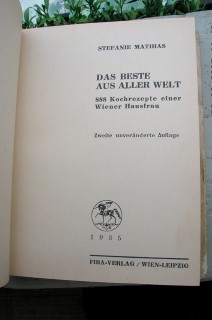 STEFANIE MATHIAS
DAS BESTE
AUS ALLER WELT
888 Kochrezepte einer
Wiener Hausfrau
Zweite unveränderte Auflage
1935
FIBA-VERLAG / WIEN-LEIPZIG